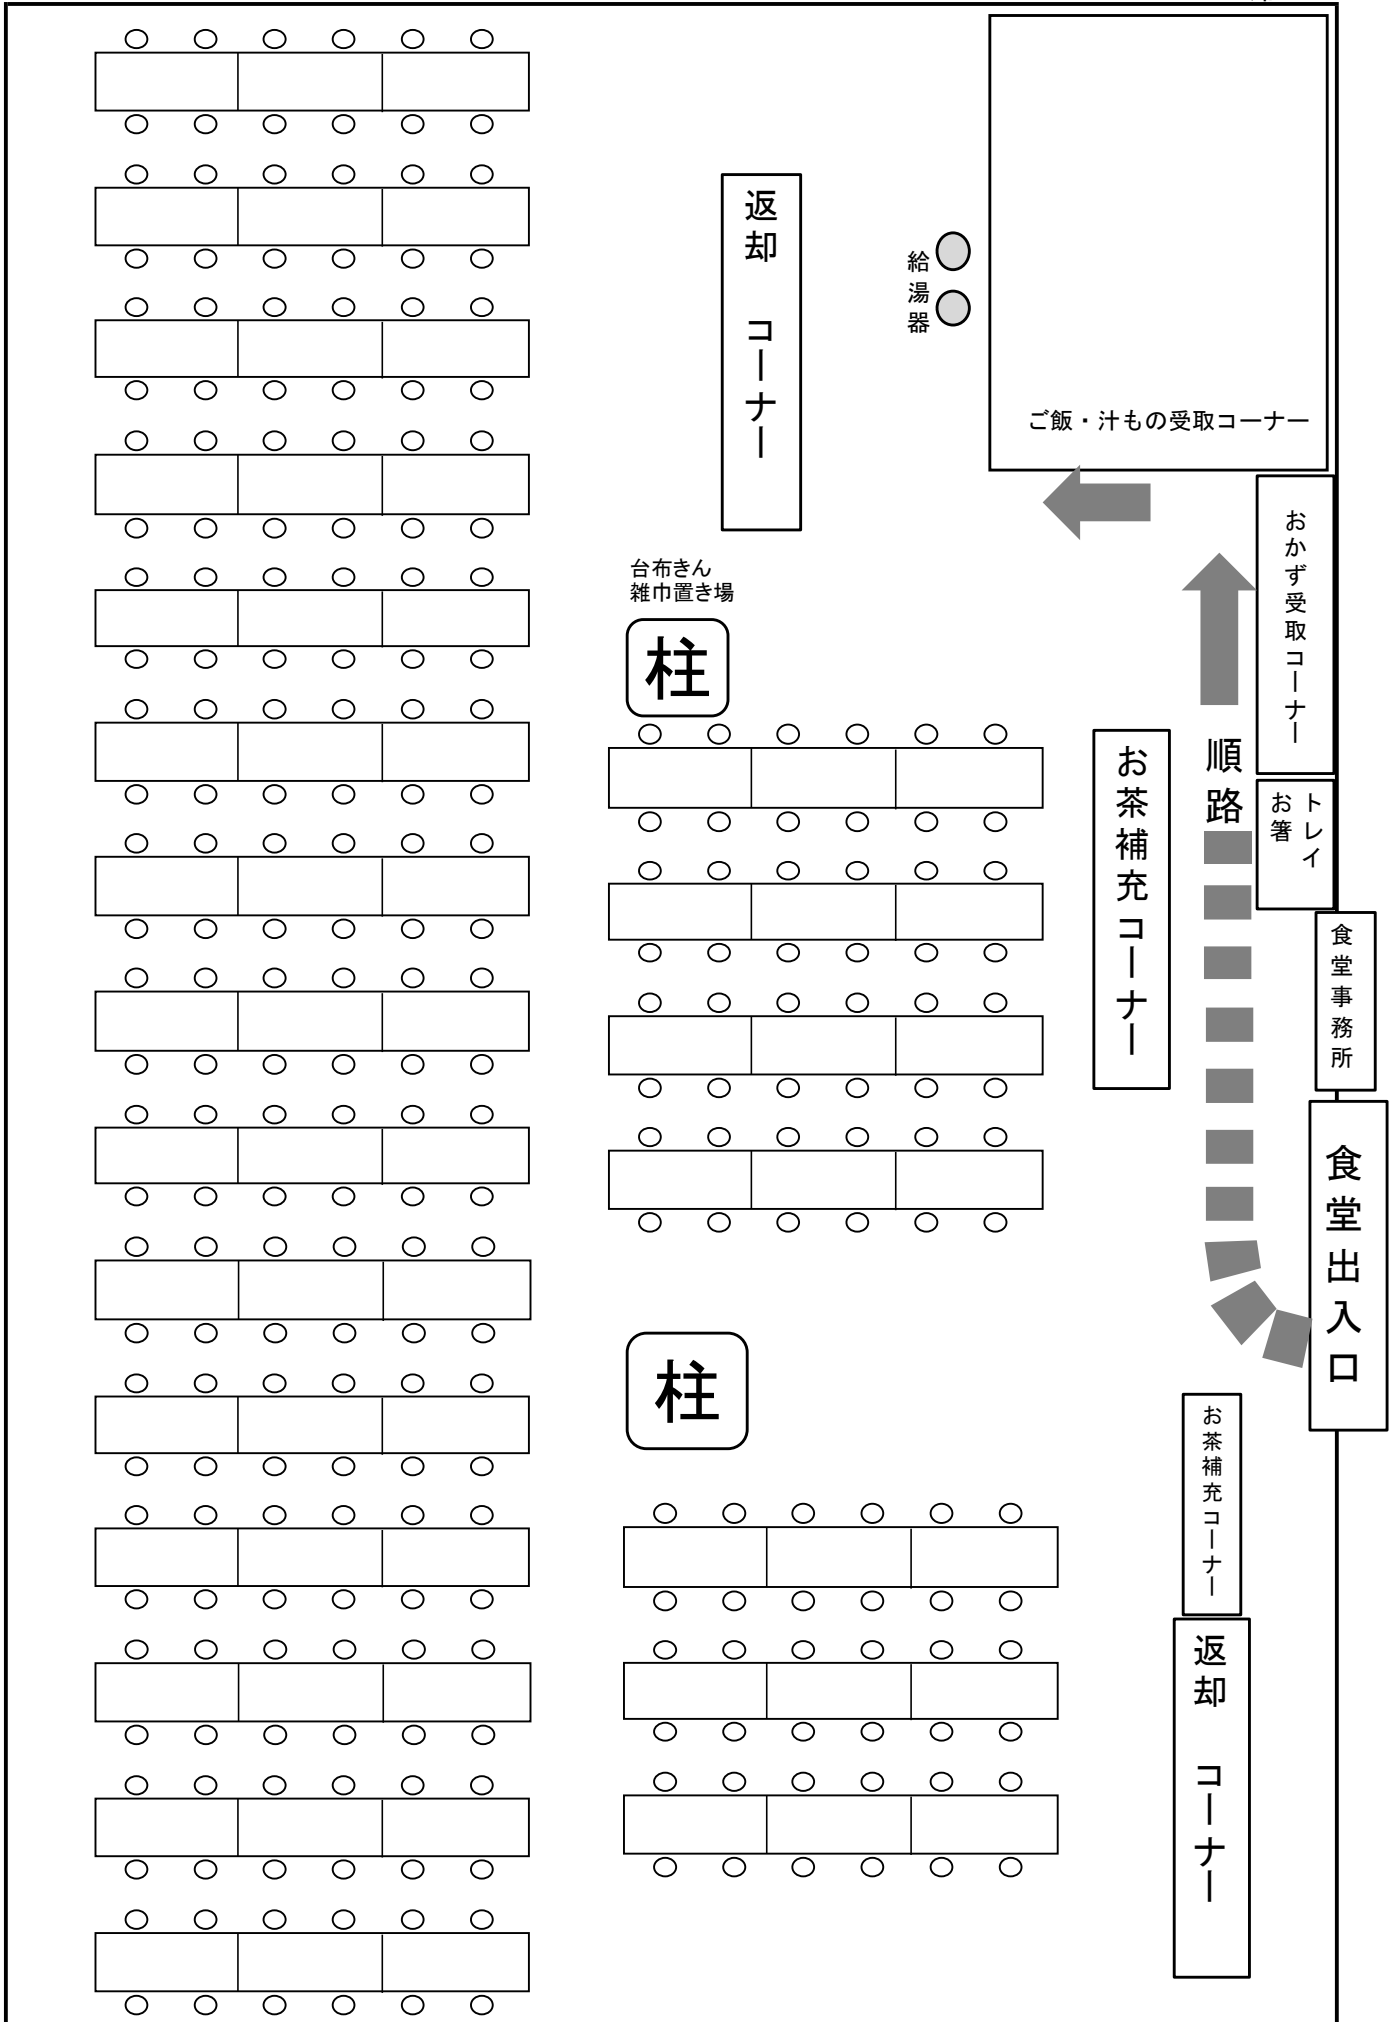 返却　コーナー
給湯器
ご飯・汁もの受取コーナー
おかず受取コーナー
台布きん
雑巾置き場
柱
お茶補充コーナー
順路
トレイ
お箸
食堂事務所
食堂出入口
柱
お茶補充コーナー
返却　コーナー